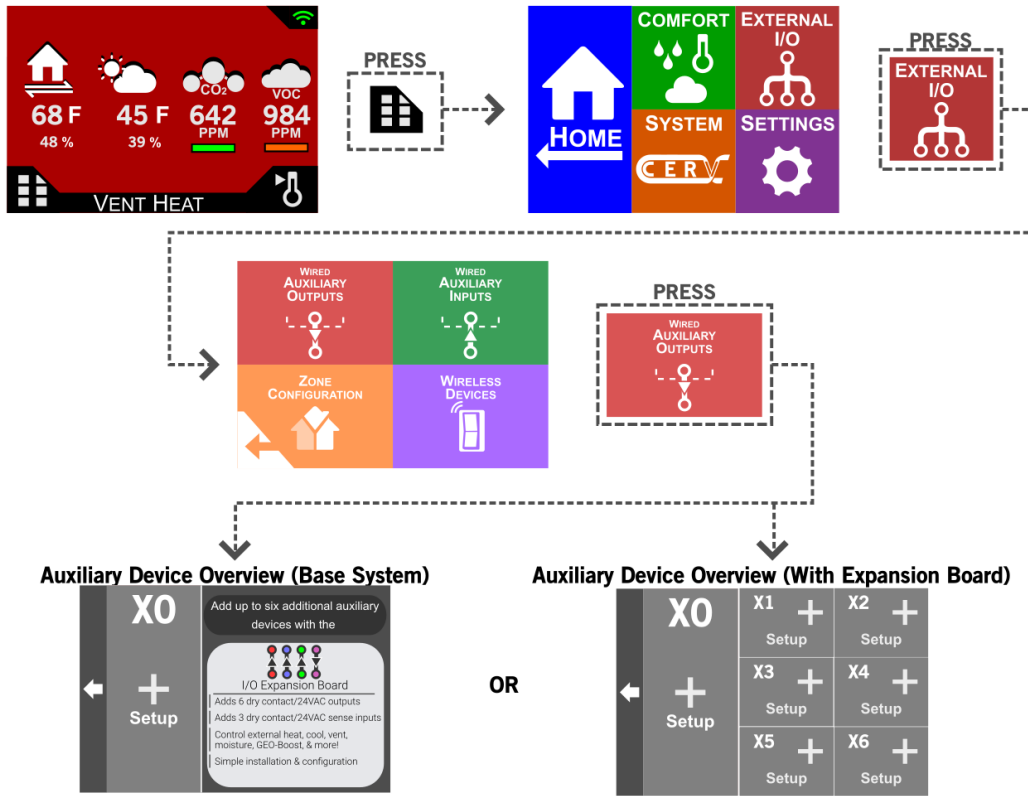 68 F
48 %
45 F
39 %
CO₂
642
PPM
VOC
984
PPM
VENT HEAT
PRESS
HOME
COMFORT
EXTERNAL
I/O
SYSTEM
CERV
SETTINGS
PRESS
EXTERNAL
I/O
WIRED
AUXILIARY
OUTPUTS
WIRED
AUXILIARY
INPUTS
ZONE
CONFIGURATION
WIRELESS
DEVICES
PRESS
WIRED
AUXILIARY
OUTPUTS
Auxiliary Device Overview (Base System)
X0
Setup
Add up to six additional auxiliary
devices with the
I/O Expansion Board
Adds 6 dry contact/24VAC outputs
Adds 3 dry contact/24VAC sense inputs
Control external heat, cool, vent,
moisture, GEO-Boost, & more!
Simple installation & configuration
OR
Auxiliary Device Overview (With Expansion Board)
X0
Setup
X1
Setup
X2
Setup
X3
Setup
X4
Setup
X5
Setup
X6
Setup